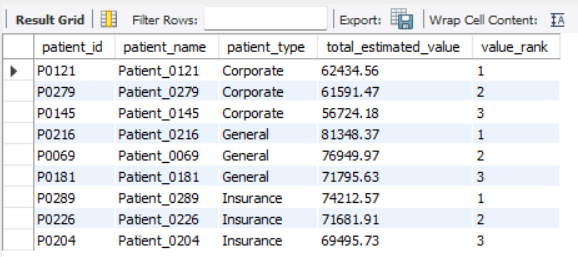 Result Grid Filter Rows: Export: Wrap Cell Content: IA
patient_id patient_name patient_type total_estimated_value value_rank
P0121 Patient_0121 Corporate 62434.56 1
P0279 Patient_0279 Corporate 61591.47 2
P0145 Patient_0145 Corporate 56724.18 3
P0216 Patient_0216 General 81348.37 1
P0069 Patient_0069 General 76949.97 2
P0181 Patient_0181 General 71795.63 3
P0289 Patient_0289 Insurance 74212.57 1
P0226 Patient_0226 Insurance 71681.91 2
P0204 Patient_0204 Insurance 69495.73 3